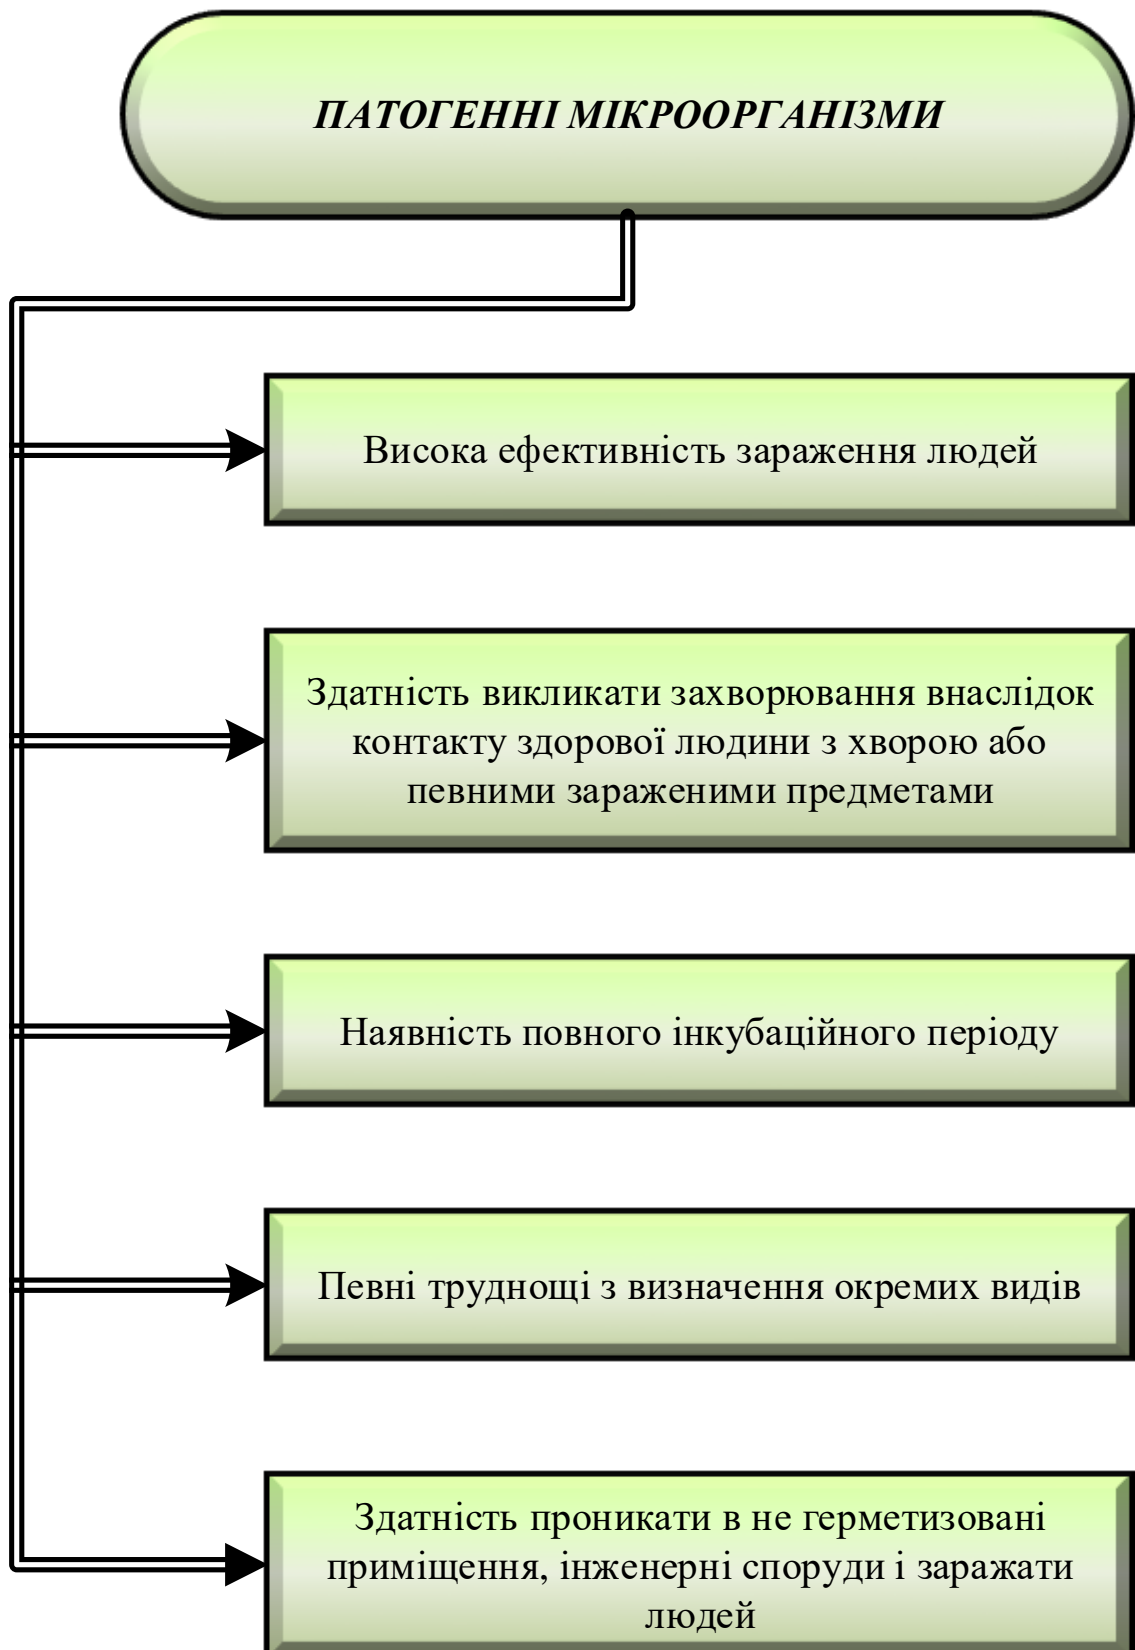 ПАТОГЕННІ МІКРООРГАНІЗМИ
Висока ефективність зараження людей
Здатність викликати захворювання внаслідок
контакту здорової людини з хворою або
певними зараженими предметами
Наявність повного інкубаційного періоду
Певні труднощі з визначення окремих видів
Здатність проникати в не герметизовані
приміщення, інженерні споруди і заражати
людей